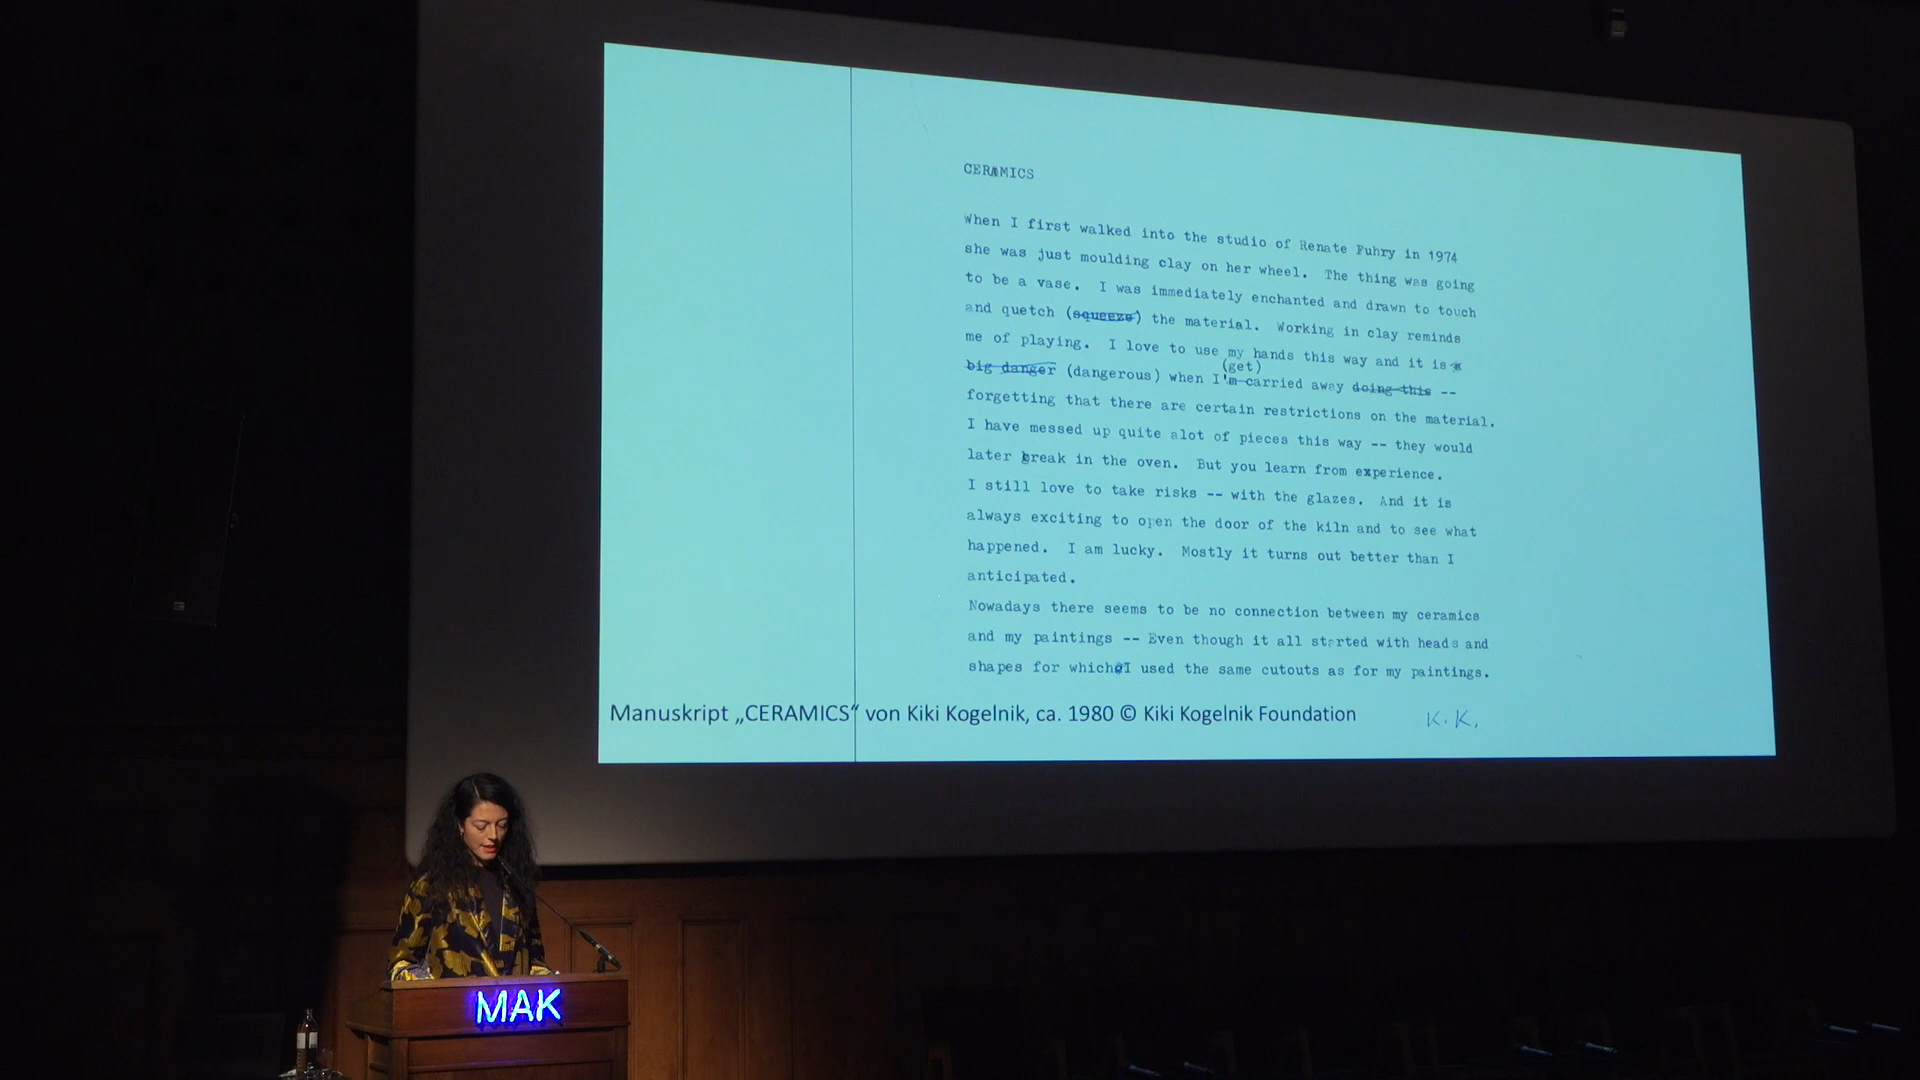 CERAMICS
When I first walked into the studio of Renate Fuhry in 1974
she was just moulding clay on her wheel. The thing was going
to be a vase. I was immediately enchanted and drawn to touch
and quetch (squeeze) the material. Working in clay reminds
me of playing. I love to use my hands this way and it is
(get)
big danger (dangerous) when I'm carried away doing this --
forgetting that there are certain restrictions on the material.
I have messed up quite alot of pieces this way -- they would
later break in the oven. But you learn from experience.
I still love to take risks -- with the glazes. And it is
always exciting to open the door of the kiln and to see what
happened. I am lucky. Mostly it turns out better than I
anticipated.
Nowadays there seems to be no connection between my ceramics
and my paintings -- Even though it all started with heads and
shapes for which I used the same cutouts as for my paintings.
Manuskript „CERAMICS“ von Kiki Kogelnik, ca. 1980 © Kiki Kogelnik Foundation
K.K.
MAK